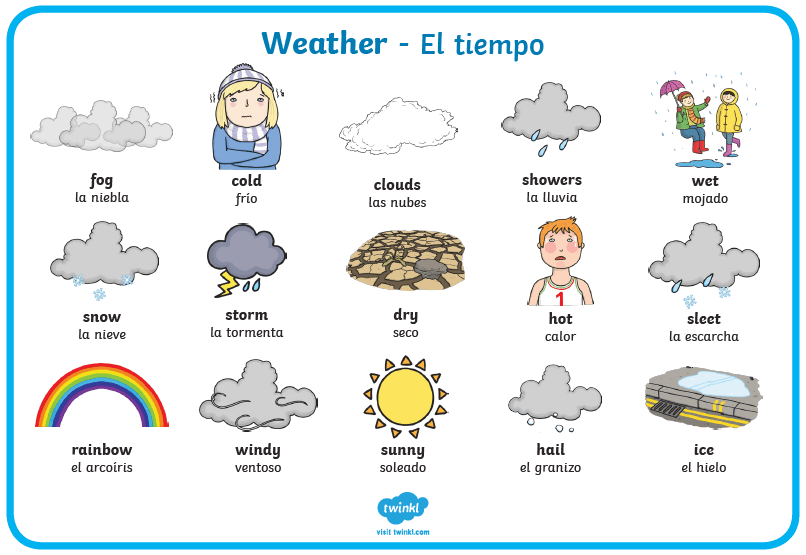 Weather - El tiempo
fog
la niebla
cold
frío
clouds
las nubes
showers
la lluvia
wet
mojado
snow
la nieve
storm
la tormenta
dry
seco
1
hot
calor
sleet
la escarcha
rainbow
el arcoíris
windy
ventoso
sunny
soleado
hail
el granizo
ice
el hielo
twinkl
visit twinkl.com